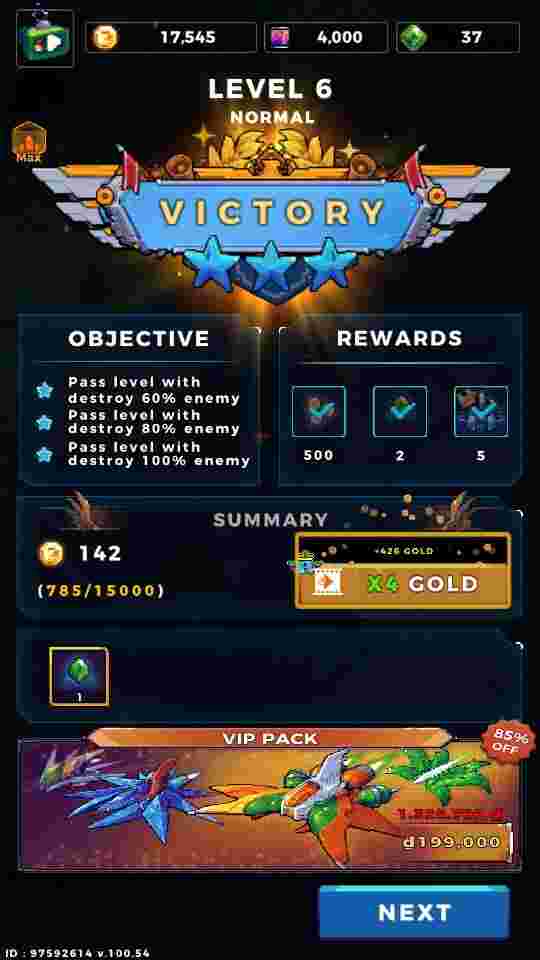 17,545
4,000
37
LEVEL 6
NORMAL
Max
VICTORY
OBJECTIVE
Pass level with
destroy 60% enemy
Pass level with
destroy 80% enemy
Pass level with
destroy 100% enemy
REWARDS
500
2
5
SUMMARY
142
(785/15000)
+426 GOLD
X4 GOLD
1
VIP PACK
85%
OFF
đ199,000
NEXT
ID : 97592614 v.100.54